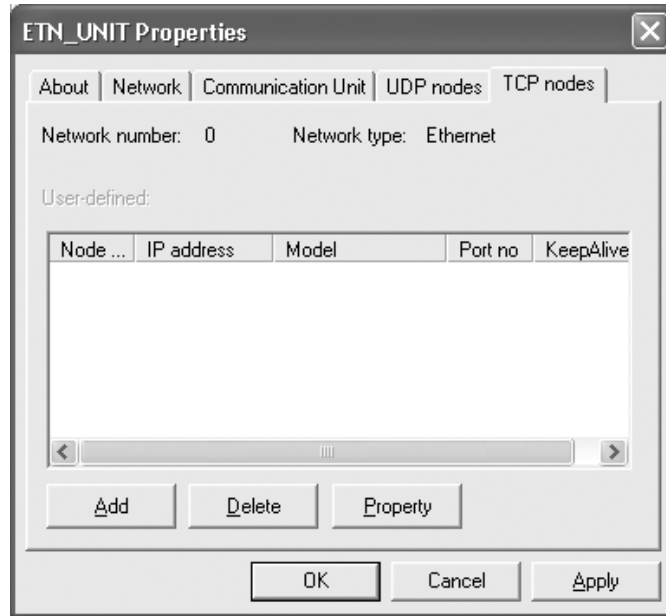 ETN_UNIT Properties
About Network Communication Unit UDP nodes TCP nodes
Network number: 0 Network type: Ethernet
User-defined:
Node ... IP address Model Port no KeepAlive
Add Delete Property
OK Cancel Apply